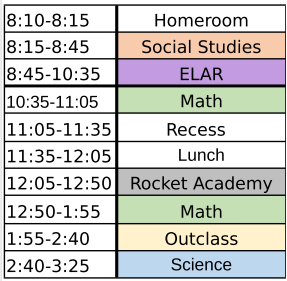 8:10-8:15 Homeroom
8:15-8:45 Social Studies
8:45-10:35 ELAR
10:35-11:05 Math
11:05-11:35 Recess
11:35-12:05 Lunch
12:05-12:50 Rocket Academy
12:50-1:55 Math
1:55-2:40 Outclass
2:40-3:25 Science